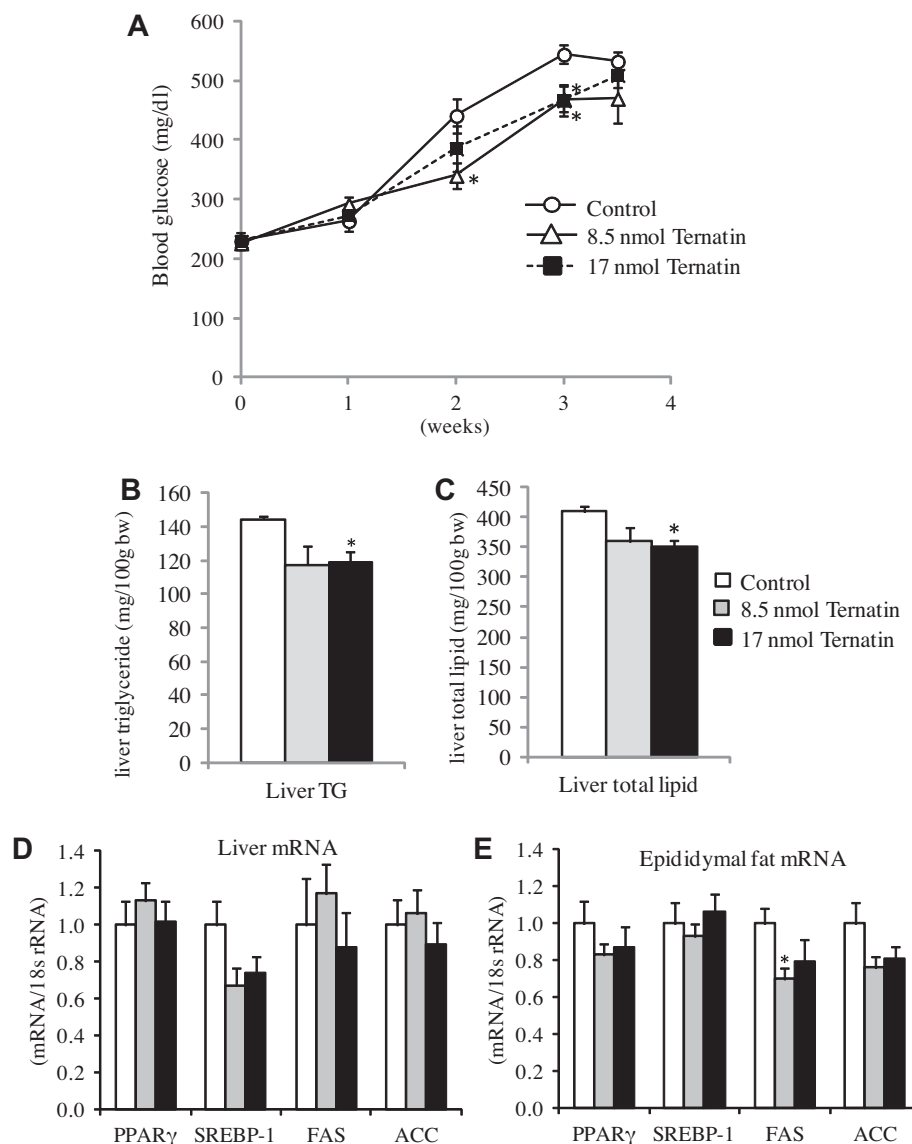 A
Blood glucose (mg/dl)
600
500
400
300
200
100
0
*
*
*
Control
8.5 nmol Ternatin
17 nmol Ternatin
0 1 2 3 4
(weeks)
B
liver triglyceride (mg/100g bw)
160
140
120
100
80
60
40
20
0
*
Liver TG
C
liver total lipid (mg/100g bw)
450
400
350
300
250
200
150
100
50
0
*
Liver total lipid
Control
8.5 nmol Ternatin
17 nmol Ternatin
D
Liver mRNA
(mRNA/18s rRNA)
1.4
1.2
1.0
0.8
0.6
0.4
0.2
0.0
PPARγ SREBP-1 FAS ACC
E
Epididymal fat mRNA
(mRNA/18s rRNA)
1.4
1.2
1.0
0.8
0.6
0.4
0.2
0.0
*
PPARγ SREBP-1 FAS ACC